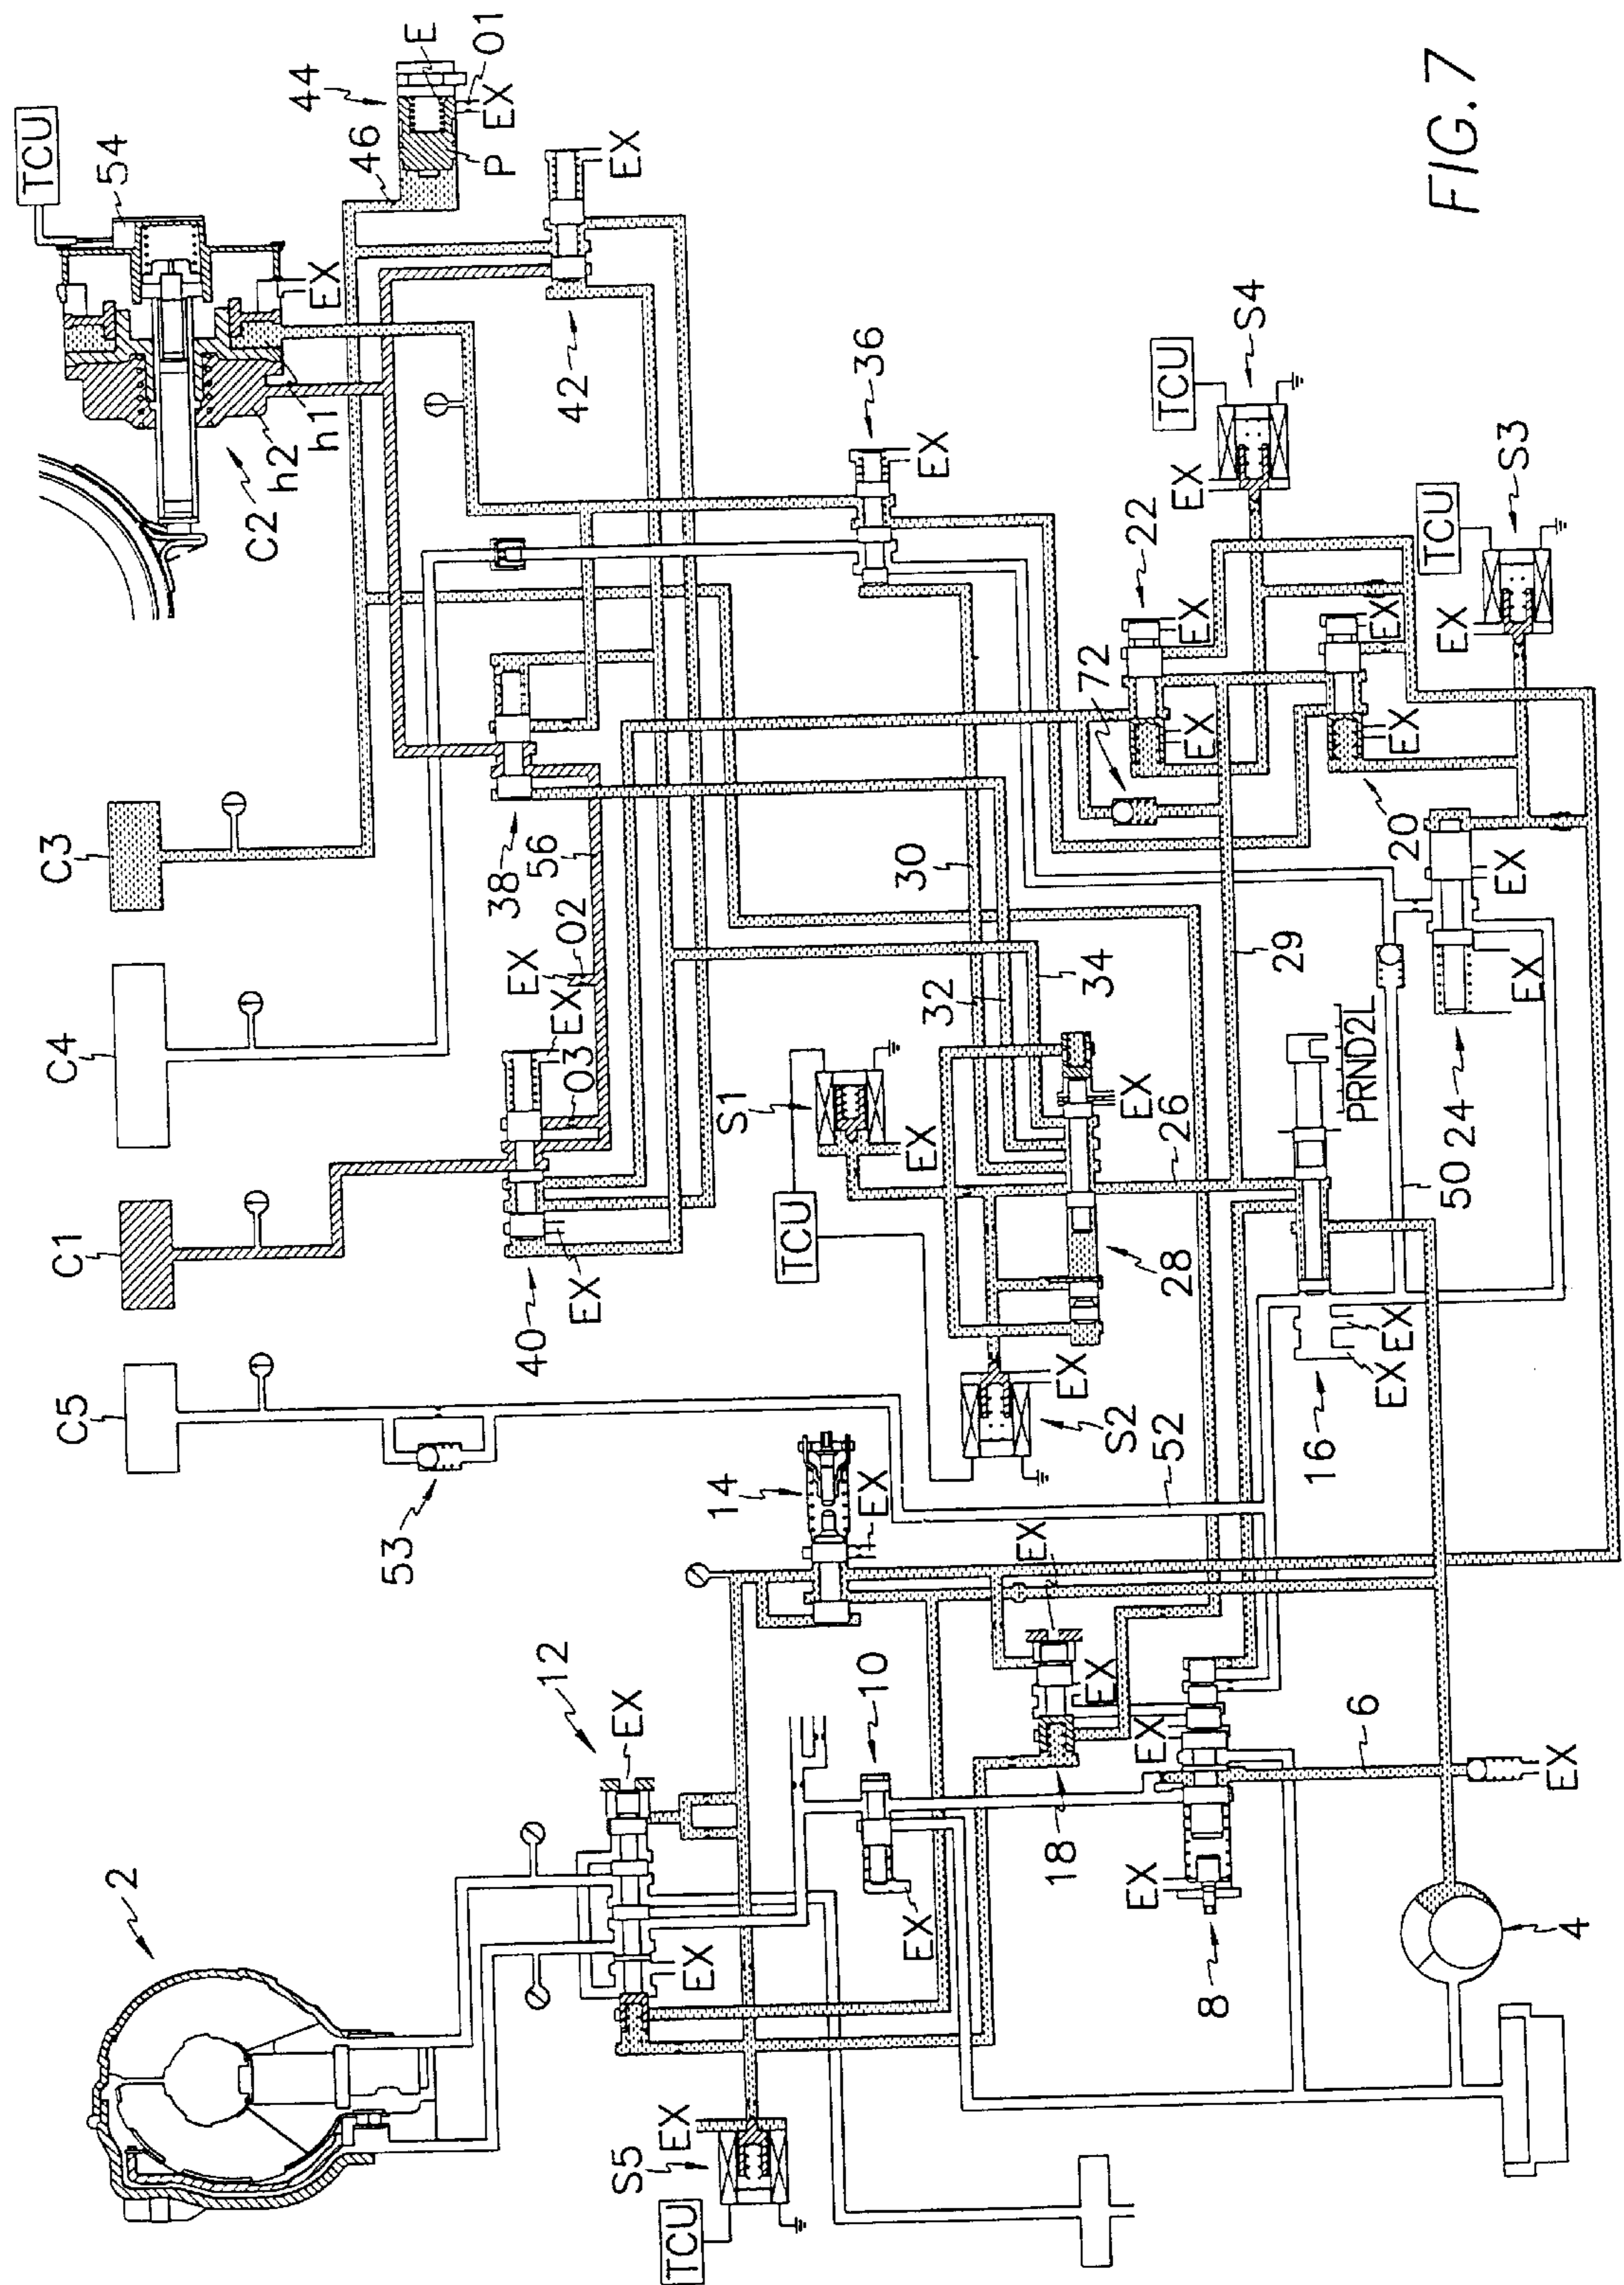 FIG.7
TCU
54
44
E
01
EX
46
P
EX
EX
42
C2
h2
h1
36
EX
TCU
S4
EX
22
EX
TCU
S3
EX
EX
72
EX
EX
20
C3
38
56
30
29
EX
EX
24
50
C4
EX
02
EX
03
32
34
S1
EX
EX
26
PRND2L
C1
40
EX
TCU
28
EX
EX
16
C5
53
S2
EX
52
14
EX
EX
12
EX
10
EX
EX
18
EX
6
EX
2
EX
EX
8
4
S5
EX
TCU